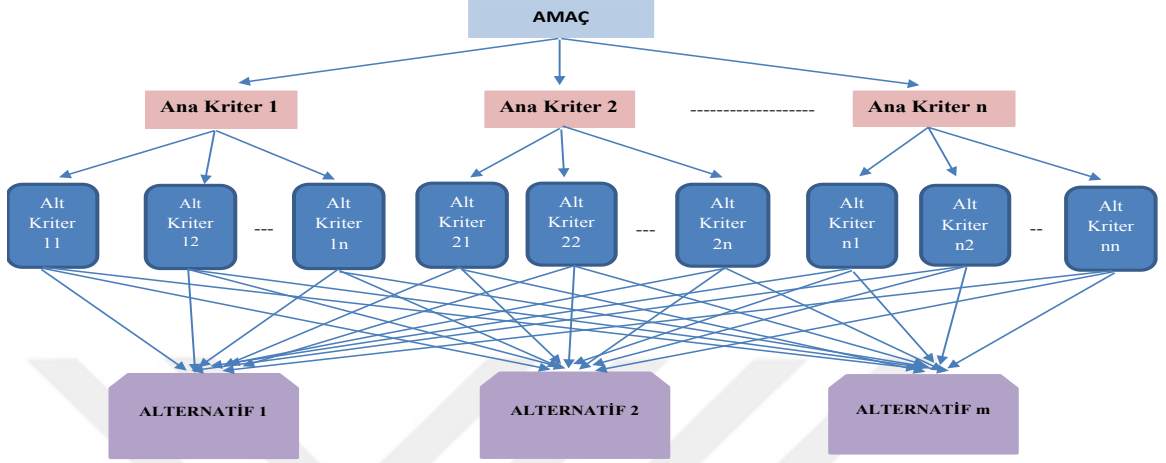 AMAÇ
Ana Kriter 1
Ana Kriter 2
--------------------
Ana Kriter n
Alt
Kriter
11
Alt
Kriter
12
---
Alt
Kriter
1n
Alt
Kriter
21
Alt
Kriter
22
---
Alt
Kriter
2n
Alt
Kriter
n1
Alt
Kriter
n2
--
Alt
Kriter
nn
ALTERNATİF 1
ALTERNATİF 2
ALTERNATİF m